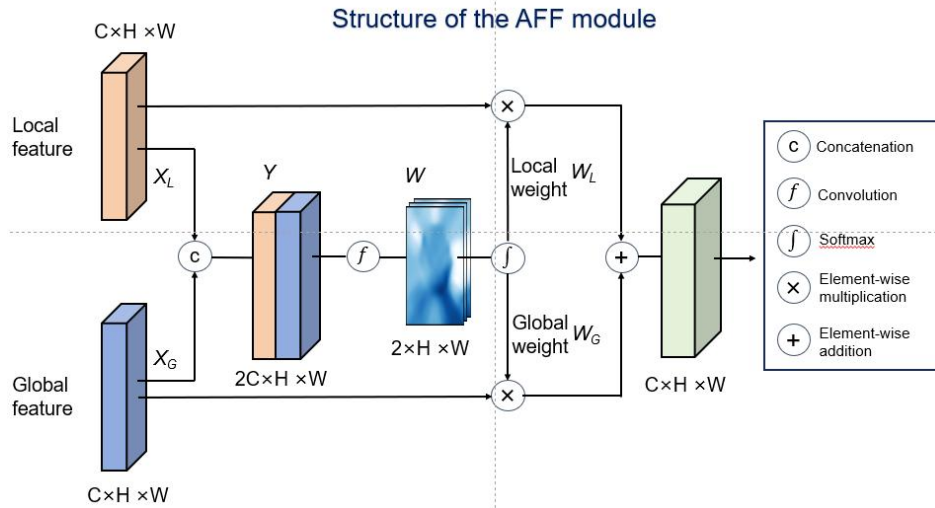 Structure of the AFF module
C×H ×W
Local
feature
X_L
Y
W
Local
weight W_L
c
f
∫
×
+
2C×H ×W
2×H ×W
Global
weight W_G
X_G
Global
feature
×
C×H ×W
C×H ×W
c Concatenation
f Convolution
∫ Softmax
× Element-wise
multiplication
+ Element-wise
addition